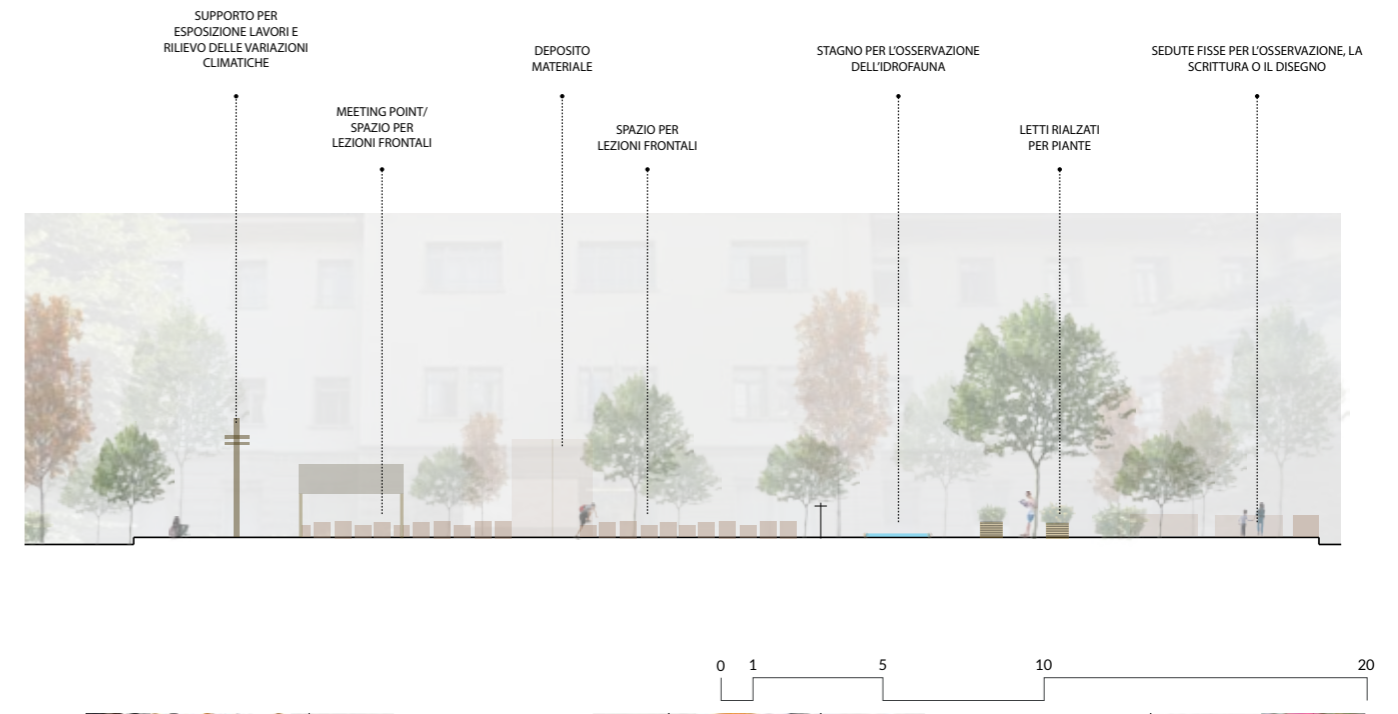 SUPPORTO PER
ESPOSIZIONE LAVORI E
RILIEVO DELLE VARIAZIONI
CLIMATICHE
MEETING POINT/
SPAZIO PER
LEZIONI FRONTALI
DEPOSITO
MATERIALE
SPAZIO PER
LEZIONI FRONTALI
STAGNO PER L'OSSERVAZIONE
DELL'IDROFAUNA
LETTI RIALZATI
PER PIANTE
SEDUTE FISSE PER L'OSSERVAZIONE, LA
SCRITTURA O IL DISEGNO
0 1 5 10 20